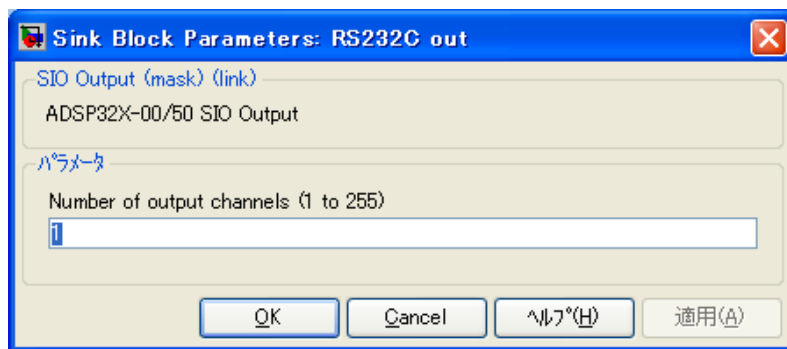 Sink Block Parameters: RS232C out
SIO Output (mask) (link)
ADSP32X-00/50 SIO Output
パラメータ
Number of output channels (1 to 255)
1
OK
Cancel
ヘルプ(H)
適用(A)